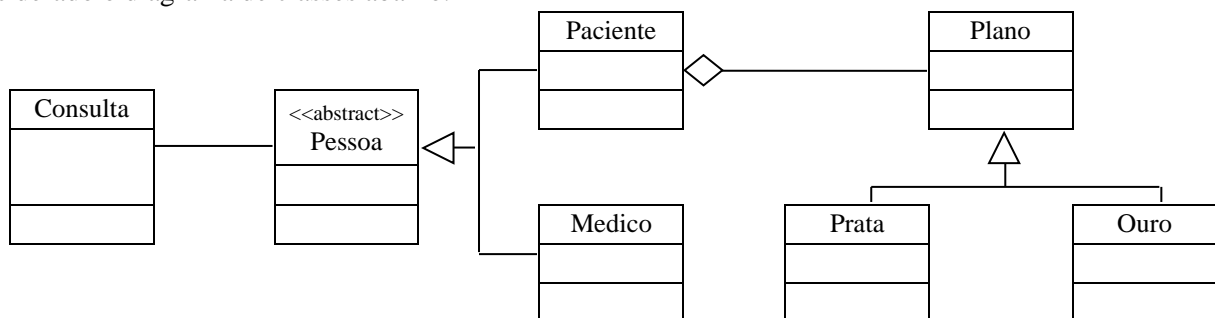 Paciente
Plano
Consulta
<<abstract>>
Pessoa
Medico
Prata
Ouro